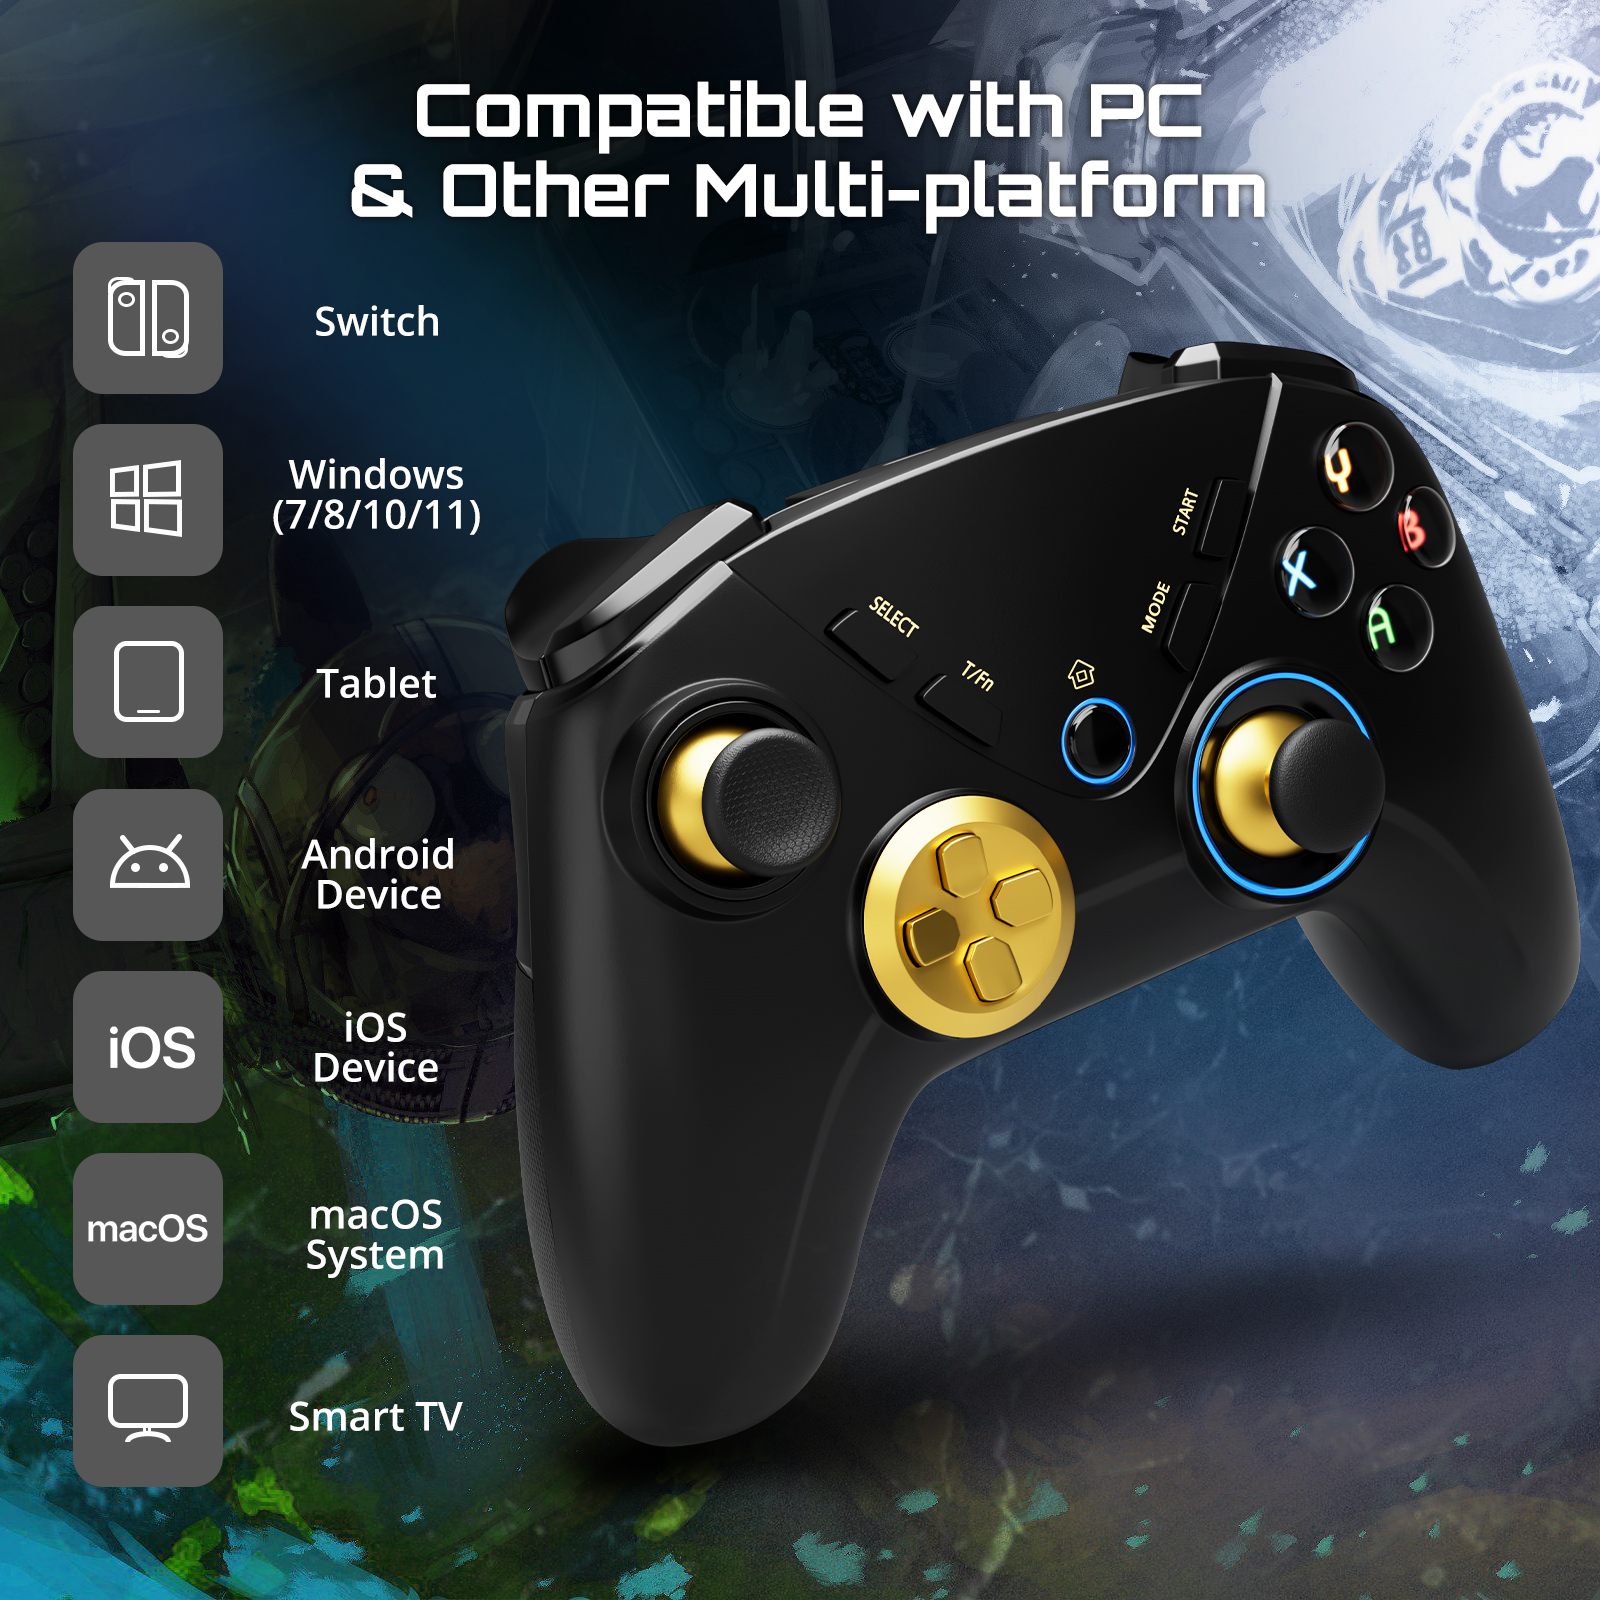 Compatible with PC
& Other Multi-platform
Switch
Windows
(7/8/10/11)
Tablet
Android
Device
iOS
iOS
Device
macOS
macOS
System
Smart TV
SELECT
T/Fn
START
MODE
Y
B
X
A